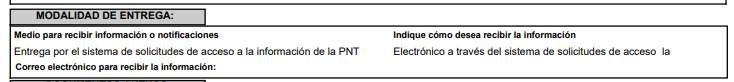 MODALIDAD DE ENTREGA:
Medio para recibir información o notificaciones
Indique cómo desea recibir la información
Entrega por el sistema de solicitudes de acceso a la información de la PNT
Electrónico a través del sistema de solicitudes de acceso la
Correo electrónico para recibir la información: